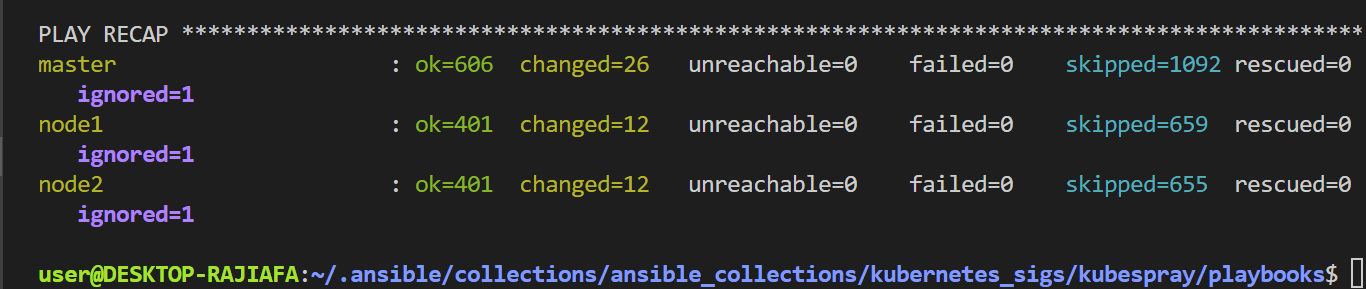 PLAY RECAP *******************************************************************************************
master                     : ok=606  changed=26   unreachable=0    failed=0    skipped=1092 rescued=0
   ignored=1
node1                      : ok=401  changed=12   unreachable=0    failed=0    skipped=659  rescued=0
   ignored=1
node2                      : ok=401  changed=12   unreachable=0    failed=0    skipped=655  rescued=0
   ignored=1
user@DESKTOP-RAJIAFA:~/.ansible/collections/ansible_collections/kubernetes_sigs/kubespray/playbooks$